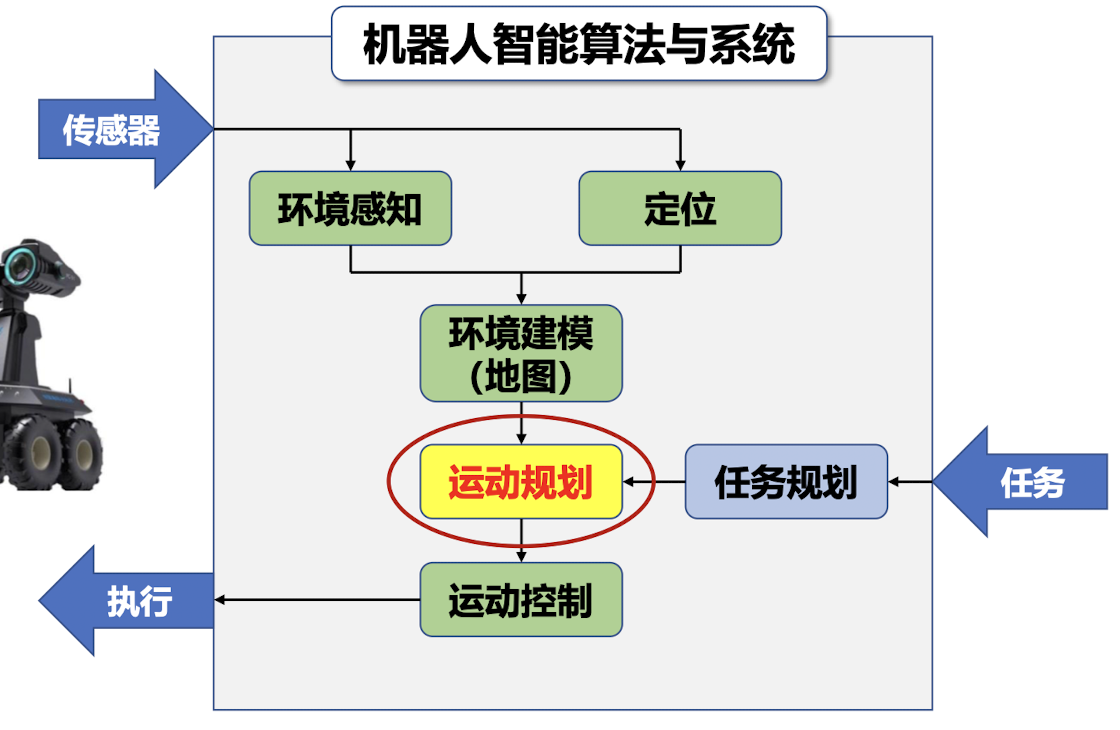 机器人智能算法与系统
传感器
环境感知
定位
环境建模
（地图）
运动规划
任务规划
任务
执行
运动控制